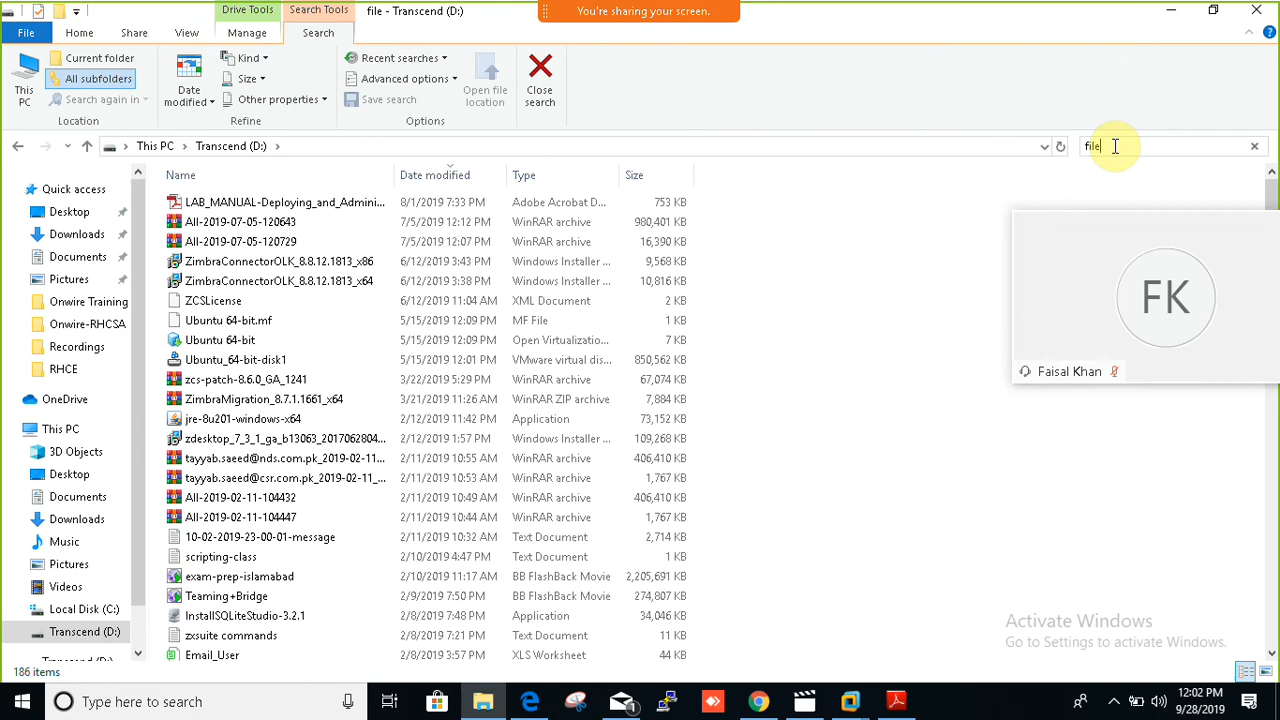 Drive Tools
Search Tools
file - Transcend (D:)
You're sharing your screen.
File
Home
Share
View
Manage
Search
This PC
Current folder
All subfolders
Search again in
Location
Date modified
Kind
Size
Other properties
Refine
Recent searches
Advanced options
Save search
Open file location
Options
Close search
This PC
Transcend (D:)
file
Quick access
Desktop
Downloads
Documents
Pictures
Onwire Training
Onwire-RHCSA
Recordings
RHCE
OneDrive
This PC
3D Objects
Desktop
Documents
Downloads
Music
Pictures
Videos
Local Disk (C:)
Transcend (D:)
Transcend (D:)
Name Date modified Type Size
LAB_MANUAL-Deploying_and_Admini... 8/1/2019 7:33 PM Adobe Acrobat D... 753 KB
All-2019-07-05-120643 7/5/2019 12:12 PM WinRAR archive 980,401 KB
All-2019-07-05-120729 7/5/2019 12:07 PM WinRAR archive 16,390 KB
ZimbraConnectorOLK_8.8.12.1813_x86 6/12/2019 3:43 PM Windows Installer ... 9,568 KB
ZimbraConnectorOLK_8.8.12.1813_x64 6/12/2019 3:38 PM Windows Installer ... 10,816 KB
ZCSLicense 6/12/2019 11:04 AM XML Document 2 KB
Ubuntu 64-bit.mf 5/15/2019 12:09 PM MF File 1 KB
Ubuntu 64-bit 5/15/2019 12:09 PM Open Virtualizatio... 7 KB
Ubuntu_64-bit-disk1 5/15/2019 12:01 PM VMware virtual dis... 850,562 KB
zcs-patch-8.6.0_GA_1241 3/22/2019 5:29 PM WinRAR archive 67,074 KB
ZimbraMigration_8.7.1.1661_x64 3/21/2019 11:26 AM WinRAR ZIP archive 7,884 KB
jre-8u201-windows-x64 2/12/2019 11:42 PM Application 73,152 KB
zdesktop_7_3_1_ga_b13063_2017062804... 2/12/2019 1:57 PM Windows Installer ... 109,268 KB
tayyab.saeed@nds.com.pk_2019-02-11... 2/11/2019 10:55 AM WinRAR archive 406,410 KB
tayyab.saeed@csr.com.pk_2019-02-11_... 2/11/2019 10:53 AM WinRAR archive 1,767 KB
All-2019-02-11-104432 2/11/2019 10:49 AM WinRAR archive 406,410 KB
All-2019-02-11-104447 2/11/2019 10:44 AM WinRAR archive 1,767 KB
10-02-2019-23-00-01-message 2/11/2019 10:32 AM Text Document 2,714 KB
scripting-class 2/10/2019 4:47 PM Text Document 1 KB
exam-prep-islamabad 2/10/2019 11:17 AM BB FlashBack Movie 2,205,691 KB
Teaming+Bridge 2/9/2019 7:50 PM BB FlashBack Movie 274,807 KB
InstallSQLiteStudio-3.2.1 2/8/2019 7:48 PM Application 34,046 KB
zxsuite commands 2/8/2019 7:21 PM Text Document 11 KB
Email_User 2/8/2019 3:57 PM XLS Worksheet 44 KB
FK
Faisal Khan
Activate Windows
Go to Settings to activate Windows.
186 items
Type here to search
1
12:02 PM
9/28/2019